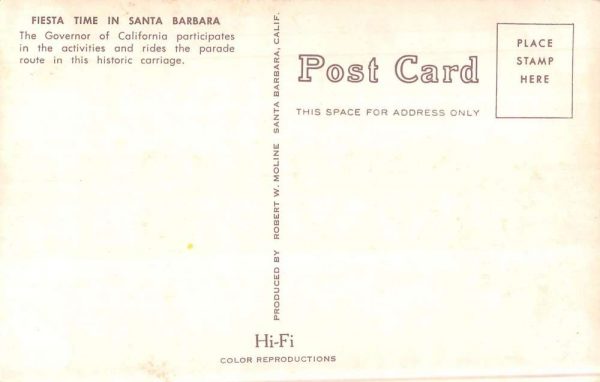 FIESTA TIME IN SANTA BARBARA
The Governor of California participates
in the activities and rides the parade
route in this historic carriage.
PRODUCED BY ROBERT W. MOLINE SANTA BARBARA, CALIF.
Post Card
THIS SPACE FOR ADDRESS ONLY
PLACE
STAMP
HERE
Hi-Fi
COLOR REPRODUCTIONS